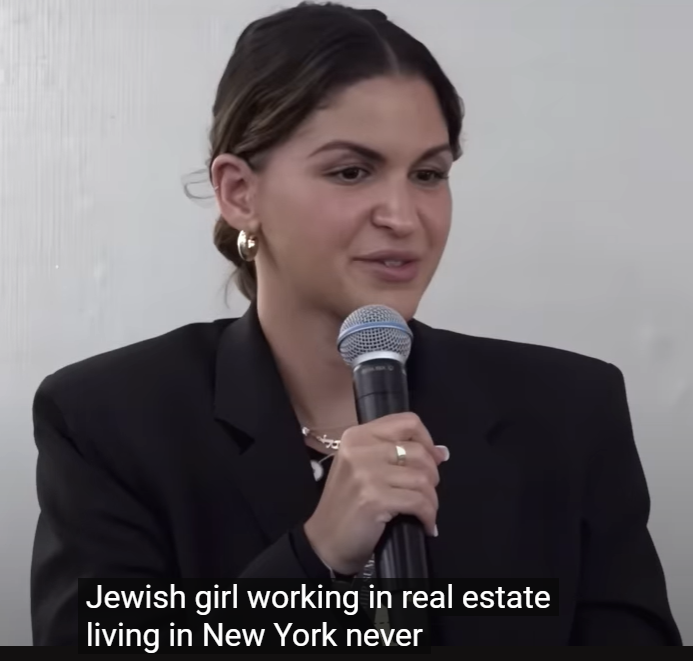 Jewish girl working in real estate
living in New York never